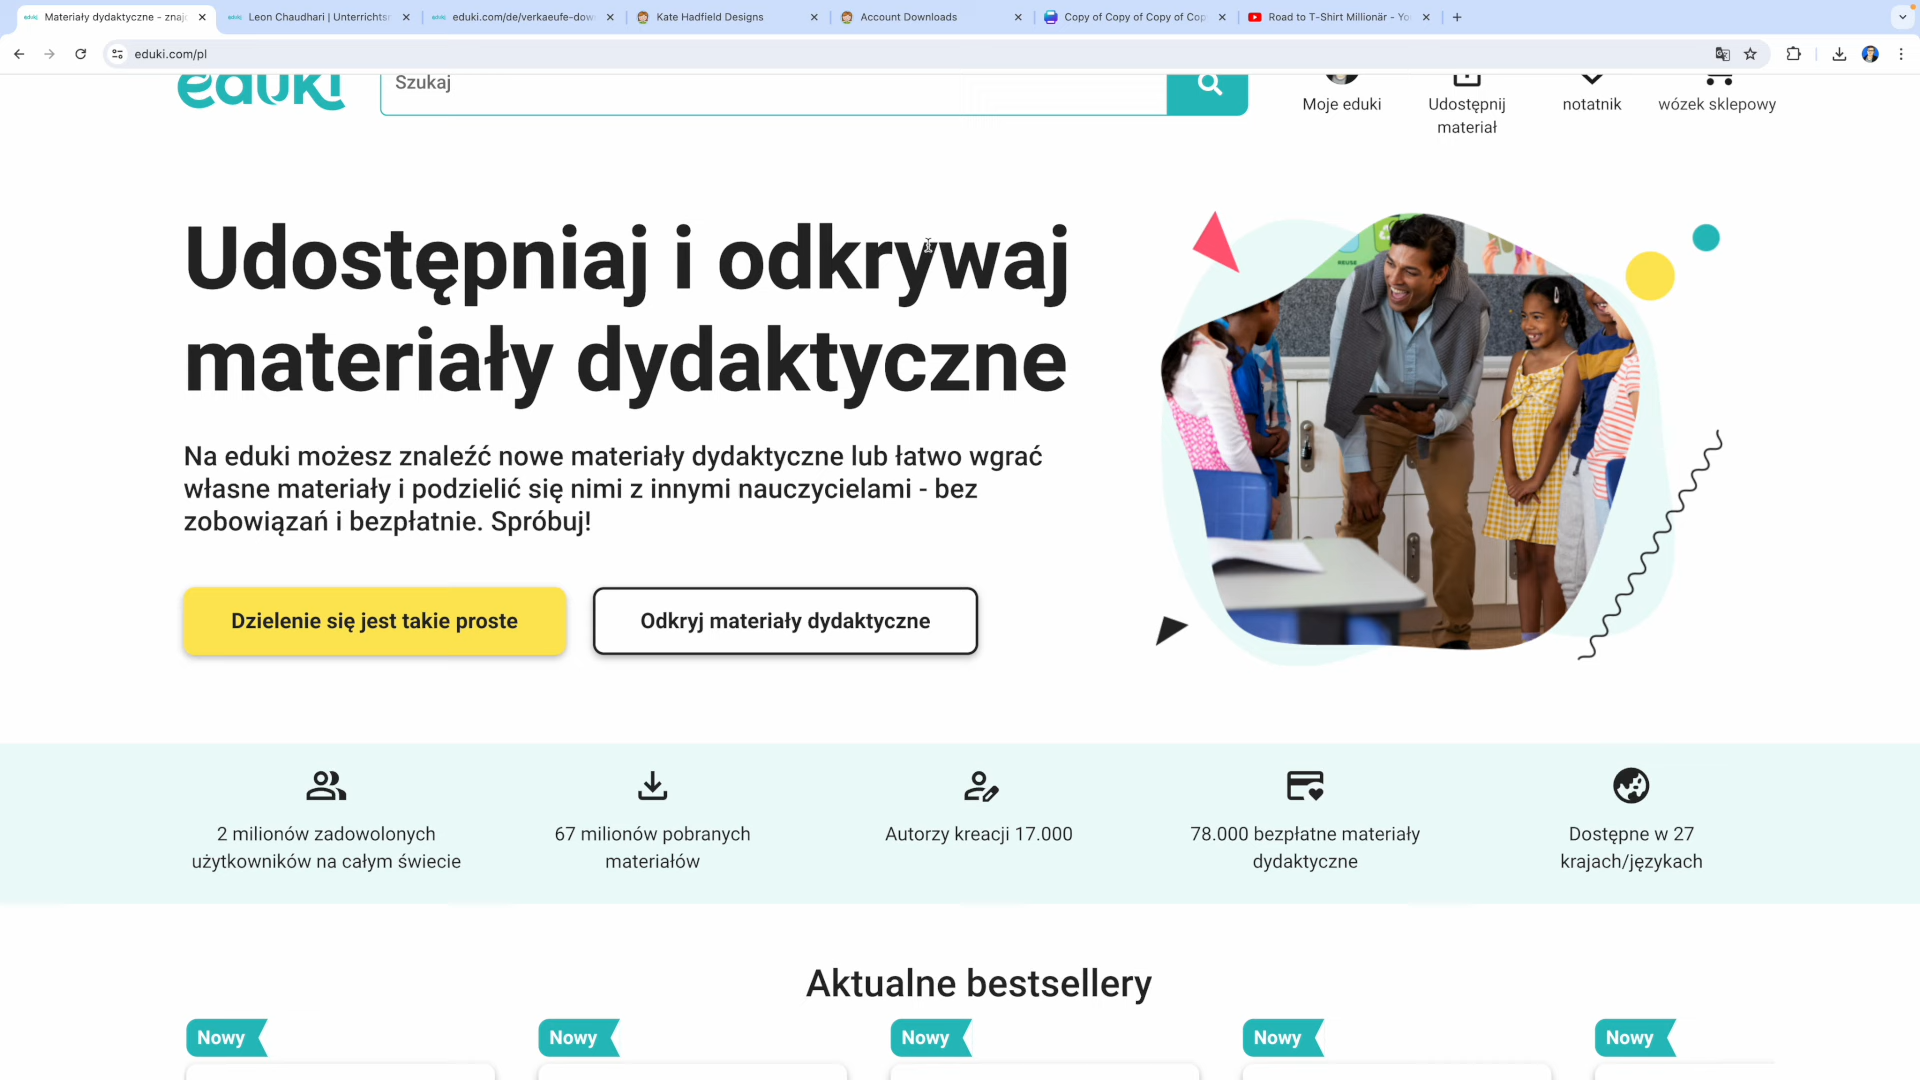 Materiały dydaktyczne - znaj
Leon Chaudhari | Unterrichts
eduki.com/de/verkaeufe-dow
Kate Hadfield Designs
Account Downloads
Copy of Copy of Copy of Cop
Road to T-Shirt Millionär - Yo
eduki.com/pl
eduki
Szukaj
Moje eduki
Udostępnij
materiał
notatnik
wózek sklepowy
Udostępniaj i odkrywaj
materiały dydaktyczne
REUSE
Na eduki możesz znaleźć nowe materiały dydaktyczne lub łatwo wgrać
własne materiały i podzielić się nimi z innymi nauczycielami - bez
zobowiązań i bezpłatnie. Spróbuj!
Dzielenie się jest takie proste
Odkryj materiały dydaktyczne
2 milionów zadowolonych
użytkowników na całym świecie
67 milionów pobranych
materiałów
Autorzy kreacji 17.000
78.000 bezpłatne materiały
dydaktyczne
Dostępne w 27
krajach/językach
Aktualne bestsellery
Nowy
Nowy
Nowy
Nowy
Nowy